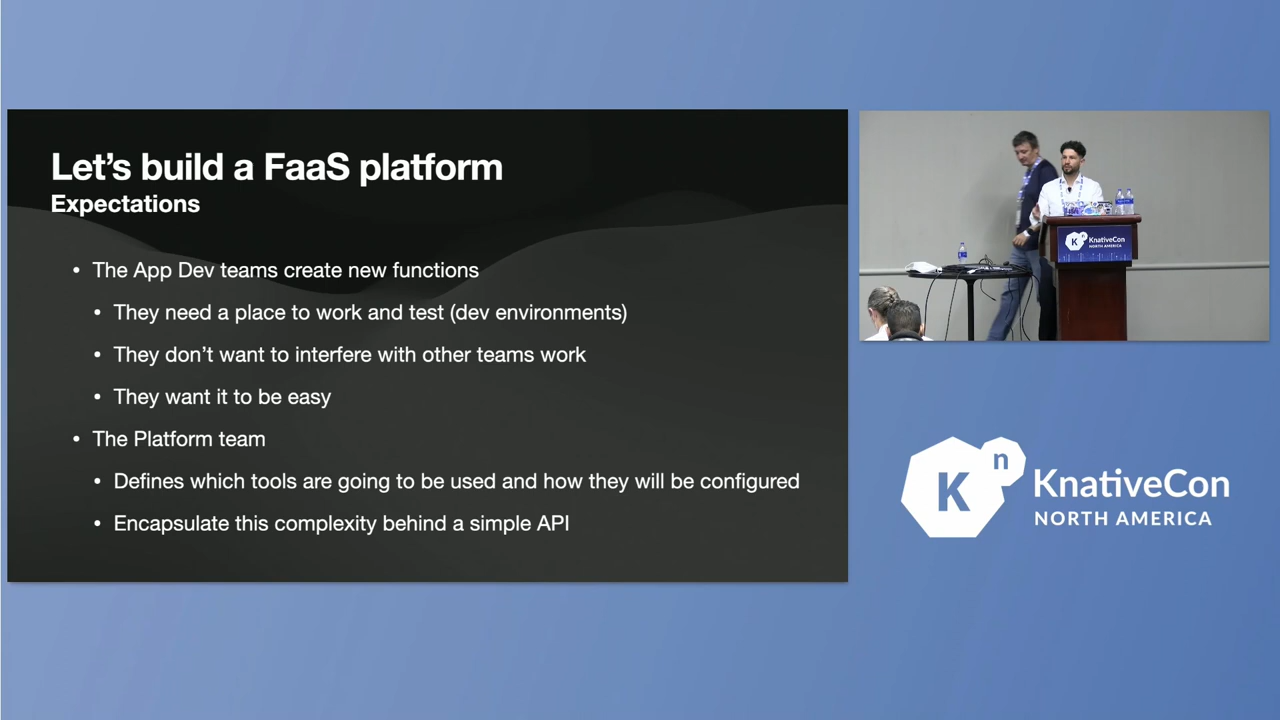 Let's build a FaaS platform
Expectations
• The App Dev teams create new functions
• They need a place to work and test (dev environments)
• They don't want to interfere with other teams work
• They want it to be easy
• The Platform team
• Defines which tools are going to be used and how they will be configured
• Encapsulate this complexity behind a simple API
K n KnativeCon
NORTH AMERICA
K n
KnativeCon
NORTH AMERICA